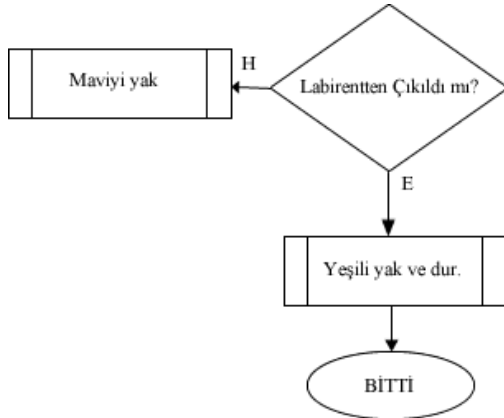 H
Maviyi yak
Labirentten Çıkıldı mı?
E
Yeşili yak ve dur.
BİTTİ